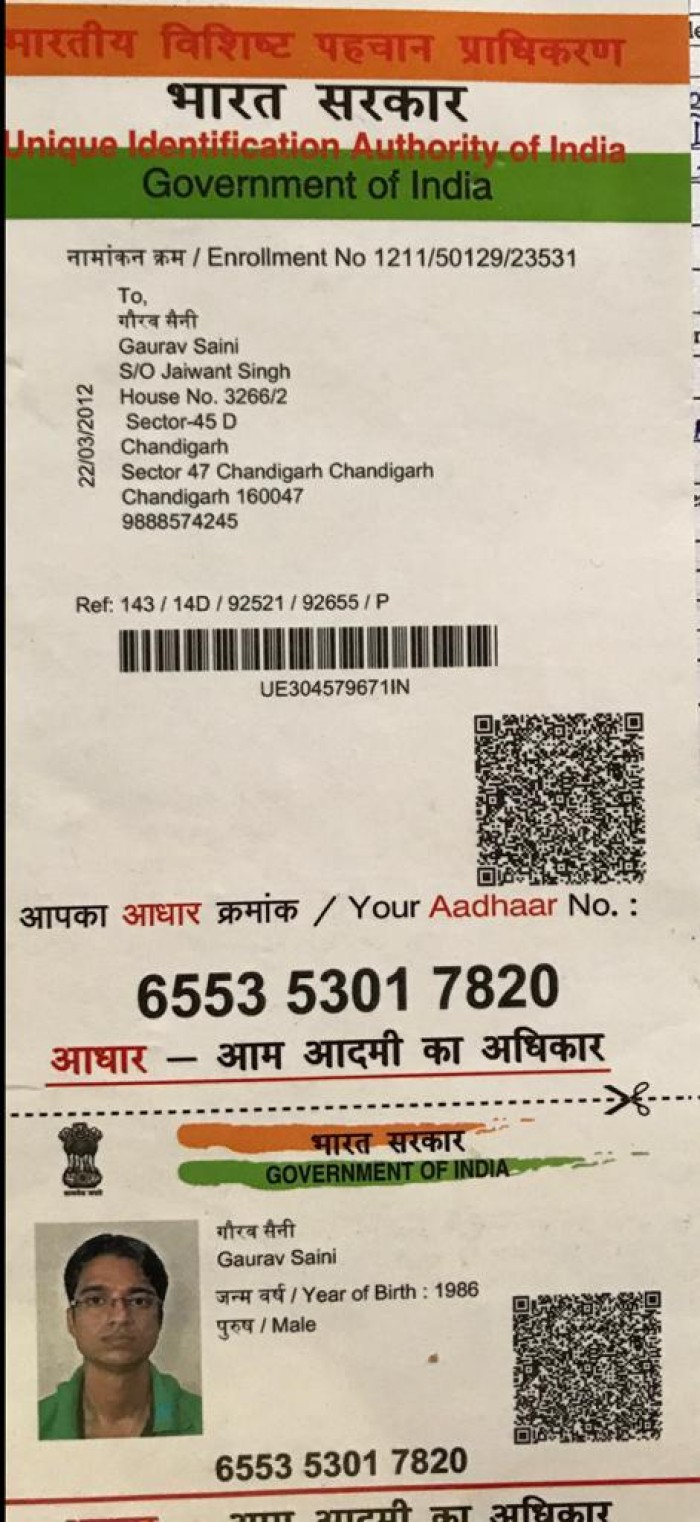 भारतीय विशिष्ट पहचान प्राधिकरण
भारत सरकार
Unique Identification Authority of India
Government of India
नामांकन क्रम / Enrollment No 1211/50129/23531
To,
गौरव सैनी
Gaurav Saini
S/O Jaiwant Singh
House No. 3266/2
Sector-45 D
Chandigarh
Sector 47 Chandigarh Chandigarh
Chandigarh 160047
9888574245
22/03/2012
Ref: 143 / 14D / 92521 / 92655 / P
UE304579671IN
आपका आधार क्रमांक / Your Aadhaar No. :
6553 5301 7820
आधार – आम आदमी का अधिकार
भारत सरकार
GOVERNMENT OF INDIA
गौरव सैनी
Gaurav Saini
जन्म वर्ष / Year of Birth : 1986
पुरुष / Male
6553 5301 7820
आम आदमी का अधिकार